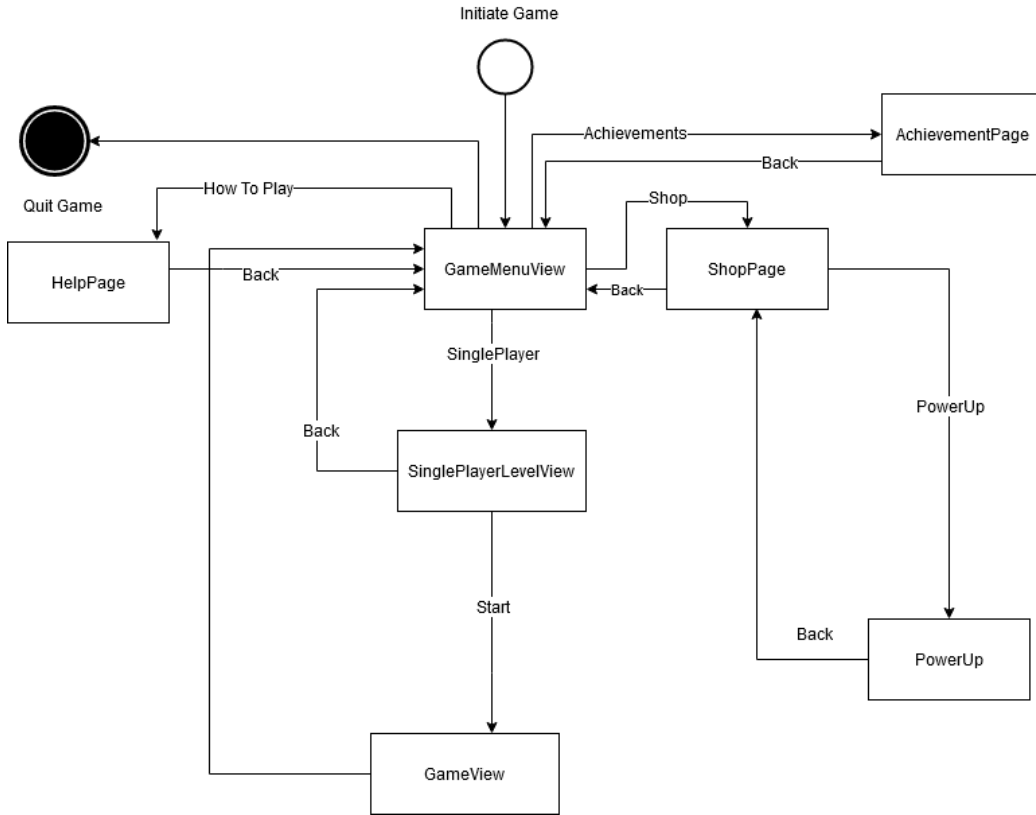 Initiate Game
Achievements
AchievementPage
Back
How To Play
Quit Game
Shop
HelpPage
Back
GameMenuView
ShopPage
Back
SinglePlayer
PowerUp
Back
SinglePlayerLevelView
Start
Back
PowerUp
GameView